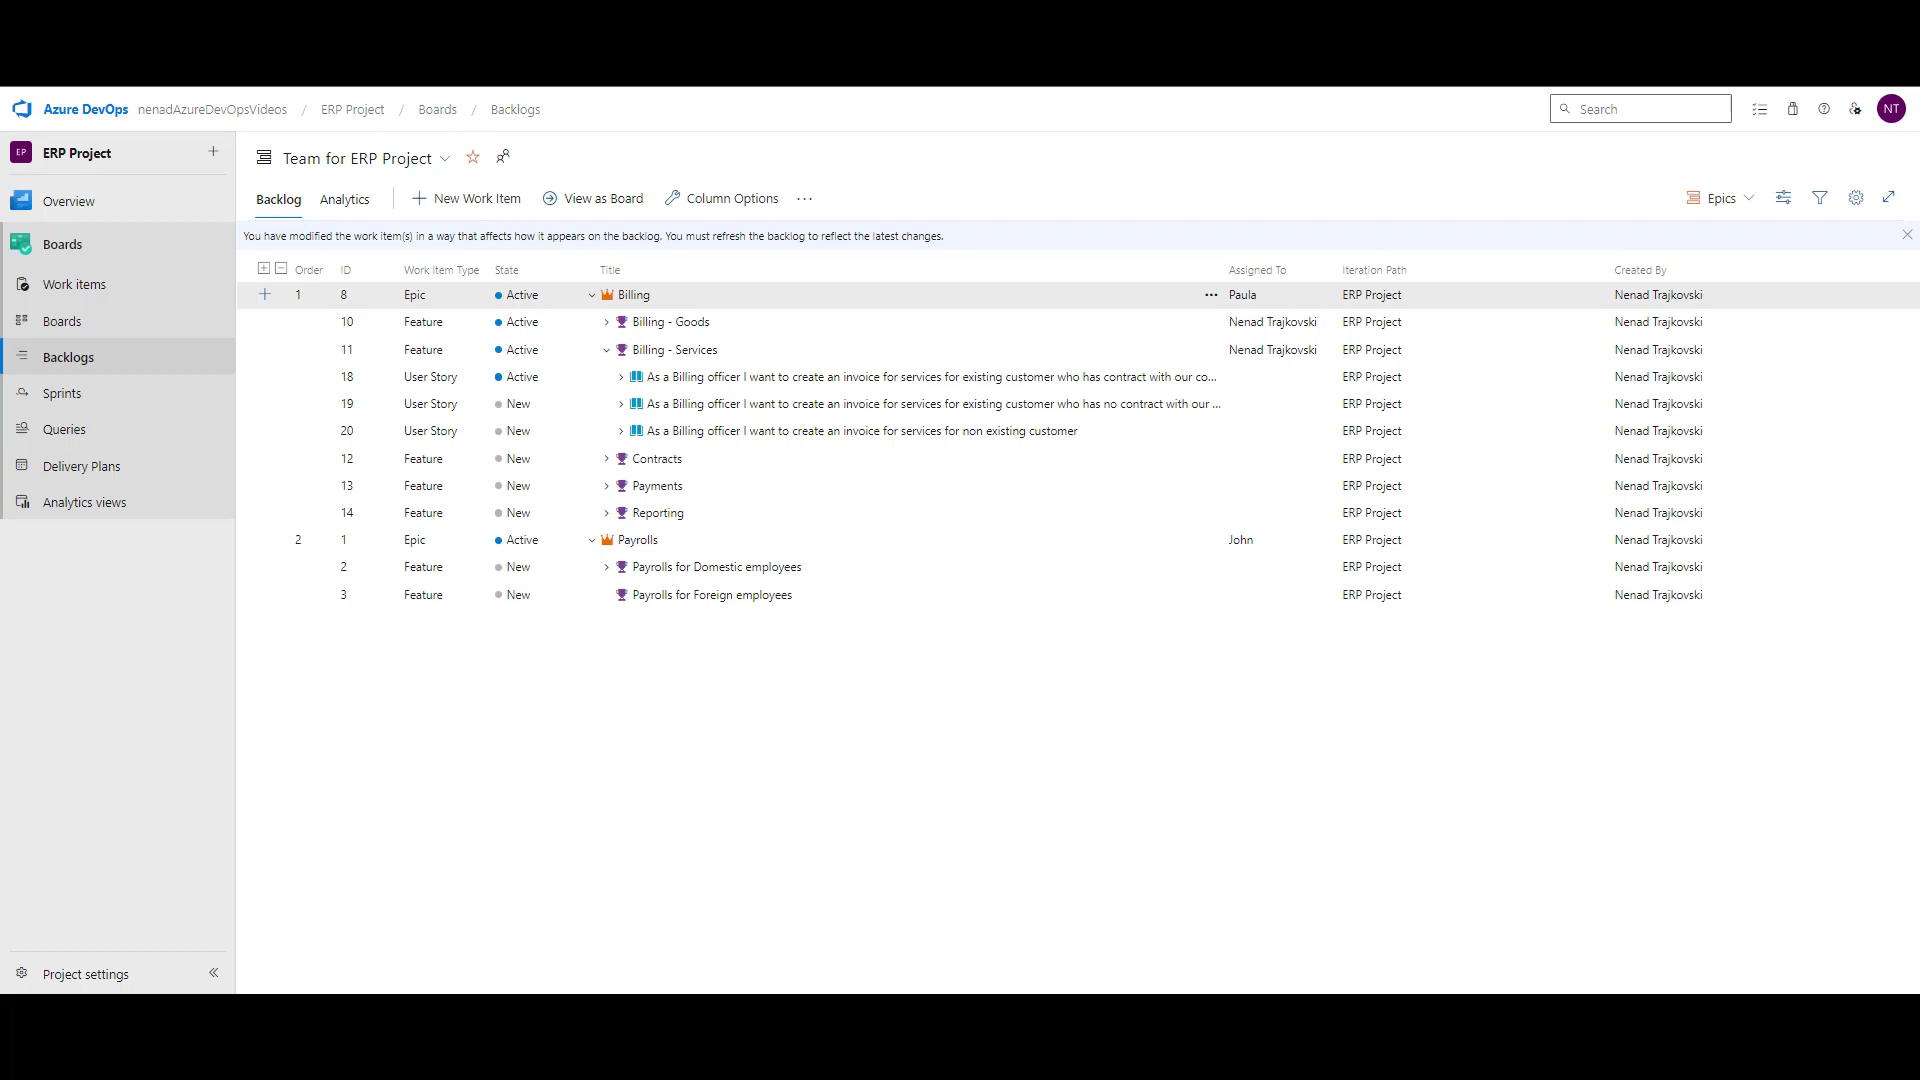 Azure DevOps nenadAzureDevOpsVideos / ERP Project / Boards / Backlogs Search NT
EP ERP Project
Team for ERP Project
Overview
Backlog Analytics New Work Item View as Board Column Options ... Epics
You have modified the work item(s) in a way that affects how it appears on the backlog. You must refresh the backlog to reflect the latest changes.
Boards
Work items
Boards
Backlogs
Sprints
Queries
Delivery Plans
Analytics views
Order ID Work Item Type State Title Assigned To Iteration Path Created By
1 8 Epic Active Billing ... Paula ERP Project Nenad Trajkovski
10 Feature Active Billing - Goods Nenad Trajkovski ERP Project Nenad Trajkovski
11 Feature Active Billing - Services Nenad Trajkovski ERP Project Nenad Trajkovski
18 User Story Active As a Billing officer I want to create an invoice for services for existing customer who has contract with our co... ERP Project Nenad Trajkovski
19 User Story New As a Billing officer I want to create an invoice for services for existing customer who has no contract with our ... ERP Project Nenad Trajkovski
20 User Story New As a Billing officer I want to create an invoice for services for non existing customer ERP Project Nenad Trajkovski
12 Feature New Contracts ERP Project Nenad Trajkovski
13 Feature New Payments ERP Project Nenad Trajkovski
14 Feature New Reporting ERP Project Nenad Trajkovski
2 1 Epic Active Payrolls John ERP Project Nenad Trajkovski
2 Feature New Payrolls for Domestic employees ERP Project Nenad Trajkovski
3 Feature New Payrolls for Foreign employees ERP Project Nenad Trajkovski
Project settings